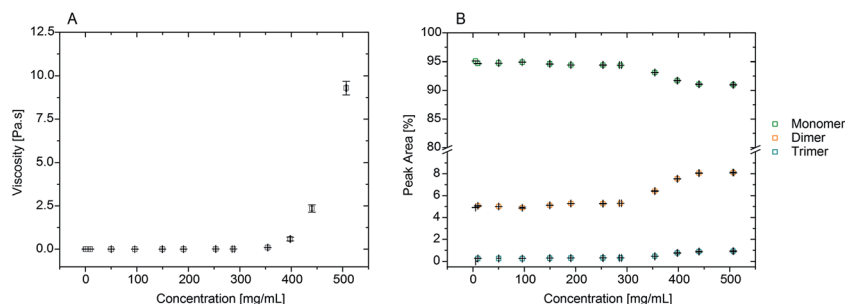 A
12.5
10.0
7.5
5.0
2.5
0.0
Viscosity [Pa.s]
0 100 200 300 400 500
Concentration [mg/mL]
B
100
95
90
85
80
8
6
4
2
0
Peak Area [%]
0 100 200 300 400 500
Concentration [mg/mL]
Monomer
Dimer
Trimer